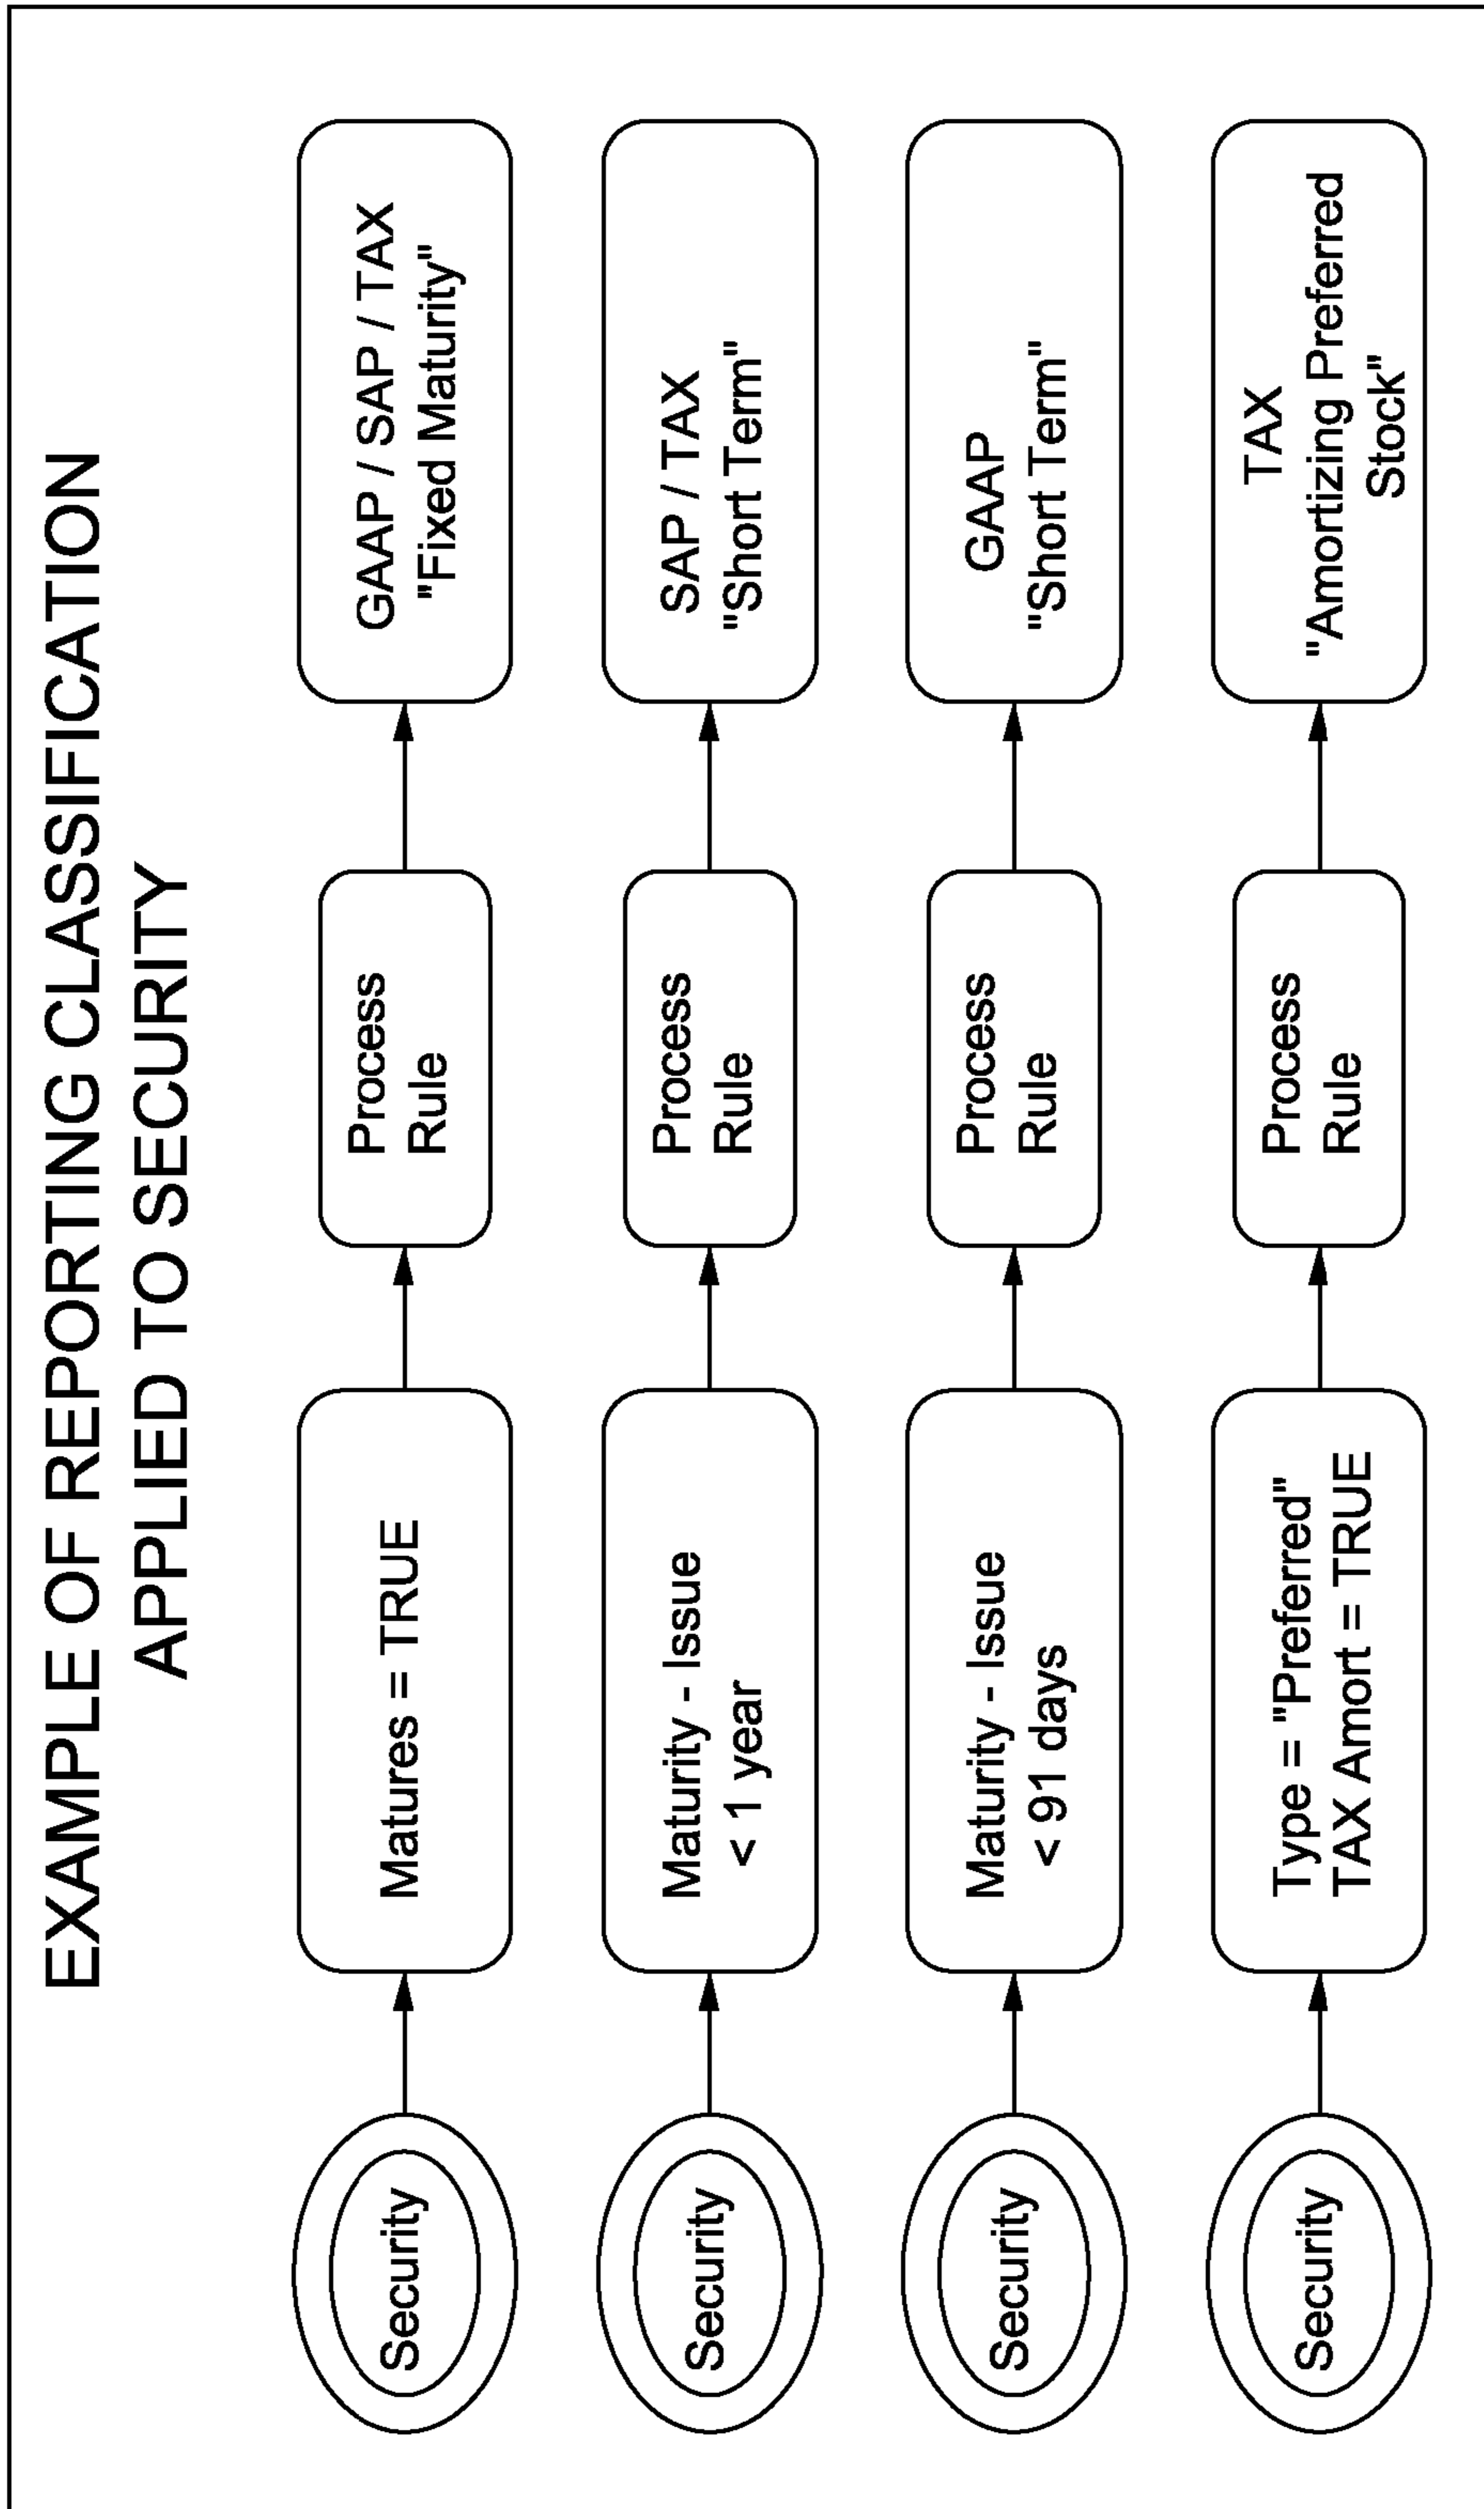 EXAMPLE OF REPORTING CLASSIFICATION
APPLIED TO SECURITY
Security
Matures = TRUE
Process
Rule
GAAP / SAP / TAX
"Fixed Maturity"
Security
Maturity - Issue
< 1 year
Process
Rule
SAP / TAX
"Short Term"
Security
Maturity - Issue
< 91 days
Process
Rule
GAAP
"Short Term"
Security
Type = "Preferred"
TAX Amort = TRUE
Process
Rule
TAX
"Amortizing Preferred
Stock"